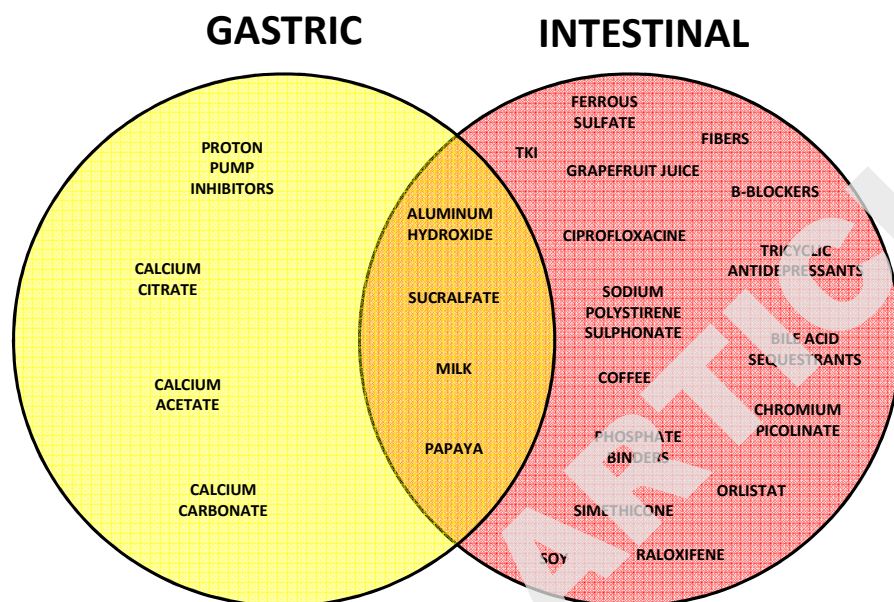 GASTRIC
INTESTINAL
PROTON
PUMP
INHIBITORS
CALCIUM
CITRATE
CALCIUM
ACETATE
CALCIUM
CARBONATE
ALUMINUM
HYDROXIDE
SUCRALFATE
MILK
PAPAYA
FERROUS
SULFATE
TKI
FIBERS
GRAPEFRUIT JUICE
B-BLOCKERS
CIPROFLOXACINE
TRICYCLIC
ANTIDEPRESSANTS
SODIUM
POLYSTIRENE
SULPHONATE
BILE ACID
SEQUESTRANTS
COFFEE
CHROMIUM
PICOLINATE
PHOSPHATE
BINDERS
ORLISTAT
SIMETHICONE
SOY
RALOXIFENE